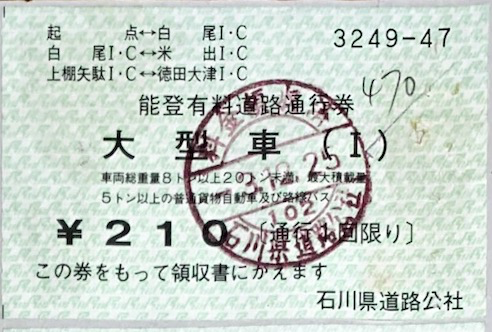 起 点↔白 尾I・C
白 尾I・C↔米 出I・C
上棚矢駄I・C↔徳田大津I・C
3249-47
470
能登有料道路通行券
大型車(I)
車両総重量8トン以上20トン未満，最大積載量
5トン以上の普通貨物自動車及び路線バス
¥210〔通行1回限り〕
この券をもって領収書にかえます
石川県道路公社
12.25
102
石川県道路公社